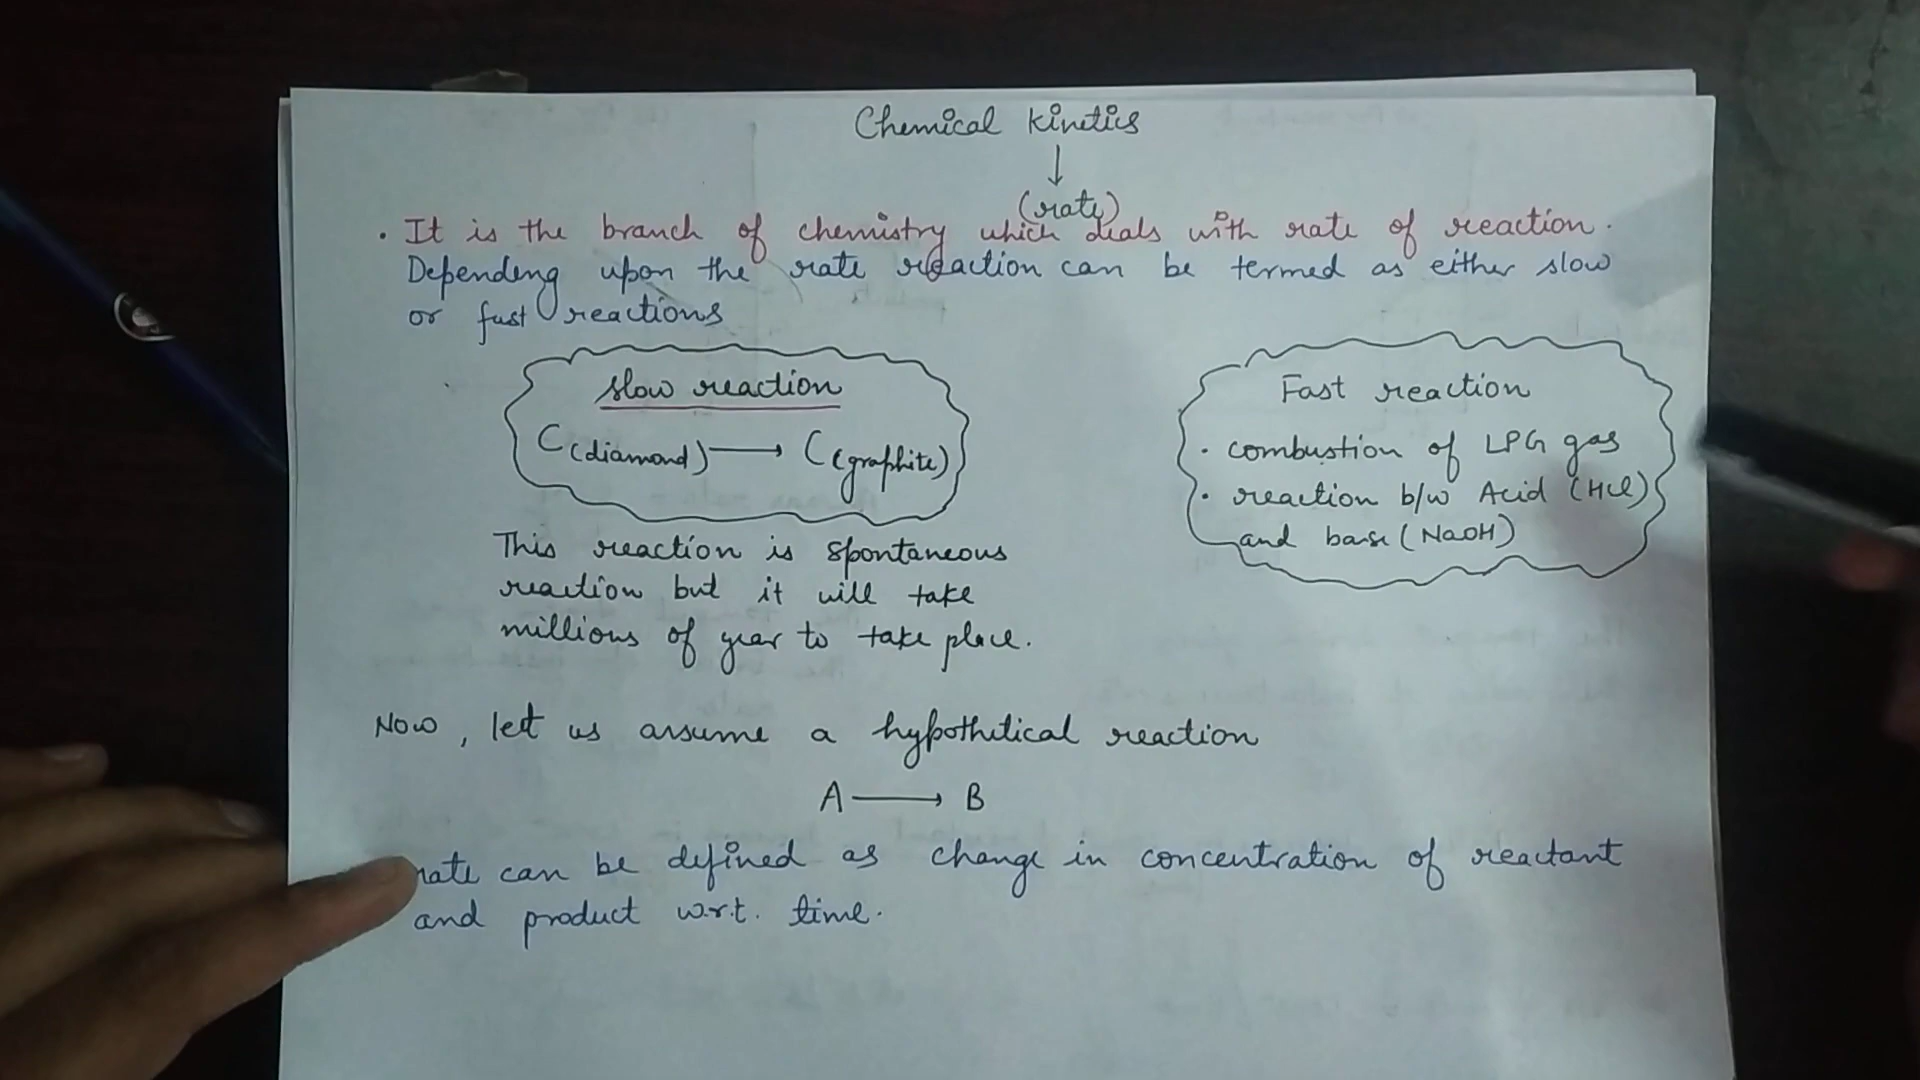 Chemical kinetics
↓
(rate)
• It is the branch of chemistry which deals with rate of reaction.
Depending upon the rate reaction can be termed as either slow
or fast reactions
slow reaction
C(diamond) → C(graphite)
This reaction is spontaneous
reaction but it will take
millions of year to take place.
Fast reaction
• combustion of LPG gas
• reaction b/w Acid (HCl)
and base (NaOH)
Now, let us assume a hypothitical reaction
A → B
rate can be defined as change in concentration of reactant
and product w.r.t. time.